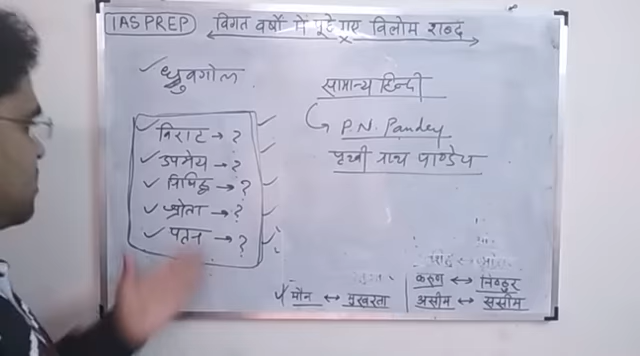 IAS PREP विगत वर्षो में पूछे गए विलोम शब्द
ध्रुवगोल
सामान्य हिन्दी
P.N. Pandey
पृथ्वी नाथ पाण्डेय
विराट → ?
उपमेय → ?
निषिद्ध → ?
श्रोता → ?
पतन → ?
मौन ↔ मुखरता
करुण ↔ निष्ठुर
असीम ↔ ससीम